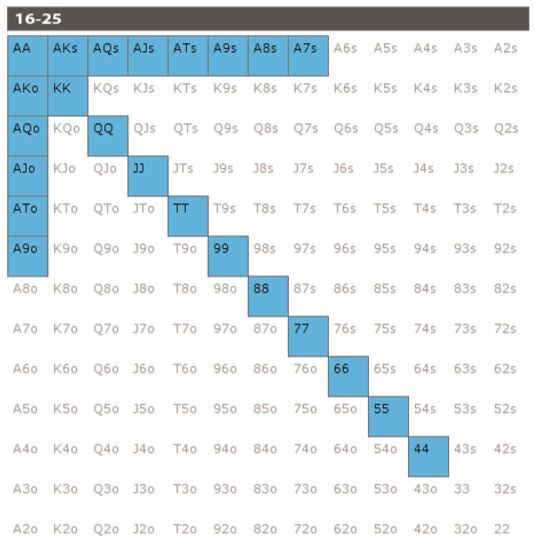 16-25
AA AKs AQs AJs ATs A9s A8s A7s A6s A5s A4s A3s A2s
AKo KK KQs KJs KTs K9s K8s K7s K6s K5s K4s K3s K2s
AQo KQo QQ QJs QTs Q9s Q8s Q7s Q6s Q5s Q4s Q3s Q2s
AJo KJo QJo JJ JTs J9s J8s J7s J6s J5s J4s J3s J2s
ATo KTo QTo JTo TT T9s T8s T7s T6s T5s T4s T3s T2s
A9o K9o Q9o J9o T9o 99 98s 97s 96s 95s 94s 93s 92s
A8o K8o Q8o J8o T8o 98o 88 87s 86s 85s 84s 83s 82s
A7o K7o Q7o J7o T7o 97o 87o 77 76s 75s 74s 73s 72s
A6o K6o Q6o J6o T6o 96o 86o 76o 66 65s 64s 63s 62s
A5o K5o Q5o J5o T5o 95o 85o 75o 65o 55 54s 53s 52s
A4o K4o Q4o J4o T4o 94o 84o 74o 64o 54o 44 43s 42s
A3o K3o Q3o J3o T3o 93o 83o 73o 63o 53o 43o 33 32s
A2o K2o Q2o J2o T2o 92o 82o 72o 62o 52o 42o 32o 22